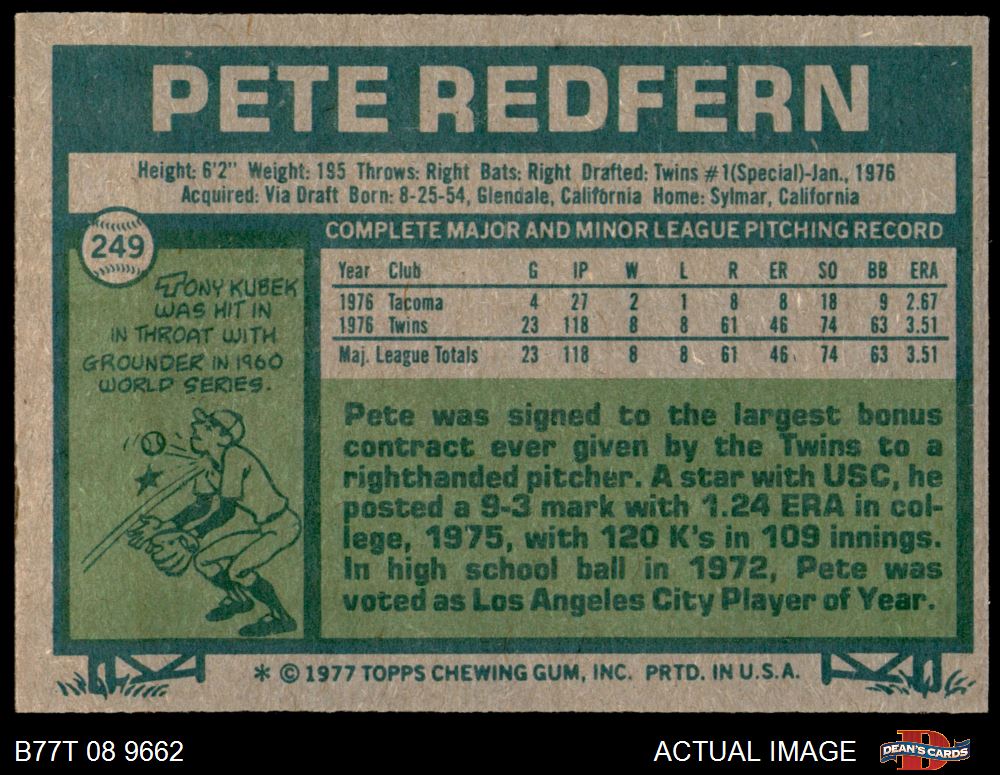 PETE REDFERN
Height: 6'2" Weight: 195 Throws: Right Bats: Right Drafted: Twins #1(Special)-Jan., 1976
Acquired: Via Draft Born: 8-25-54, Glendale, California Home: Sylmar, California
249
TONY KUBEK
WAS HIT IN
IN THROAT WITH
GROUNDER IN 1960
WORLD SERIES.
COMPLETE MAJOR AND MINOR LEAGUE PITCHING RECORD
Year Club G IP W L R ER SO BB ERA
1976 Tacoma 4 27 2 1 8 8 18 9 2.67
1976 Twins 23 118 8 8 61 46 74 63 3.51
Maj. League Totals 23 118 8 8 61 46 74 63 3.51
Pete was signed to the largest bonus
contract ever given by the Twins to a
righthanded pitcher. A star with USC, he
posted a 9-3 mark with 1.24 ERA in col-
lege, 1975, with 120 K's in 109 innings.
In high school ball in 1972, Pete was
voted as Los Angeles City Player of Year.
* © 1977 TOPPS CHEWING GUM, INC. PRTD. IN U.S.A.
B77T 08 9662
ACTUAL IMAGE
DEAN'S CARDS